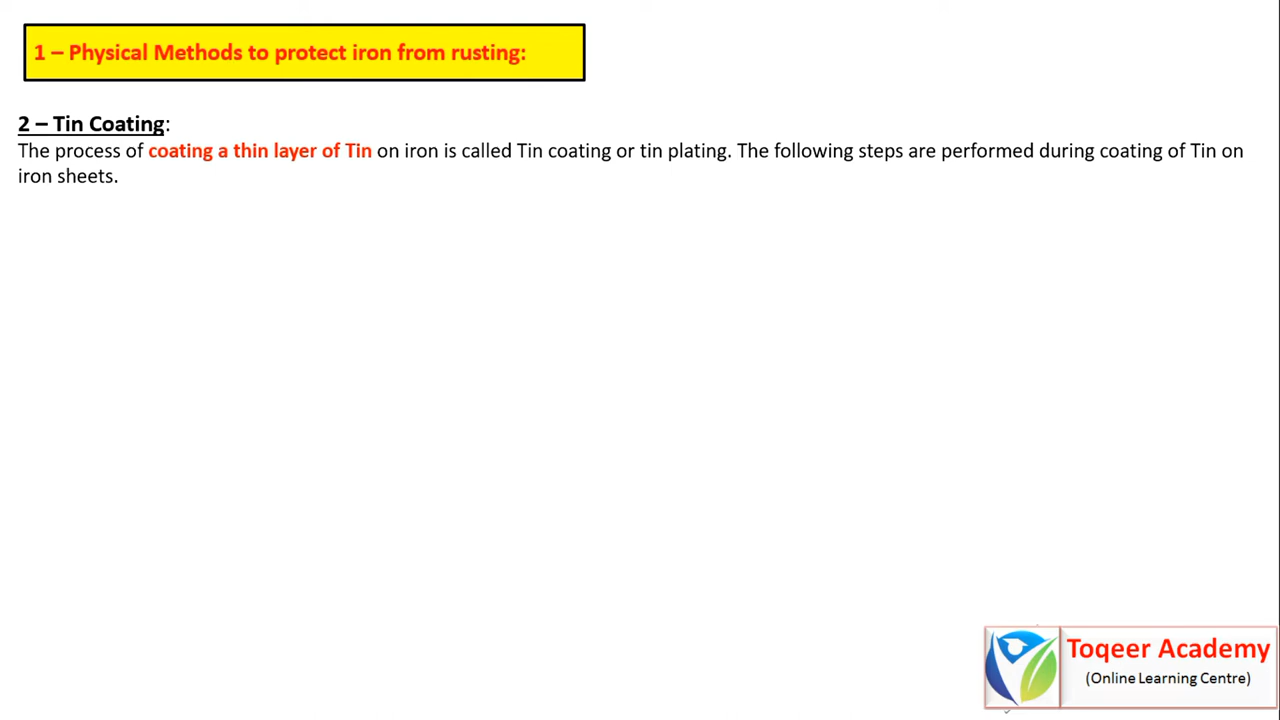 1 – Physical Methods to protect iron from rusting:
2 – Tin Coating:
The process of coating a thin layer of Tin on iron is called Tin coating or tin plating. The following steps are performed during coating of Tin on
iron sheets.
Toqeer Academy
(Online Learning Centre)